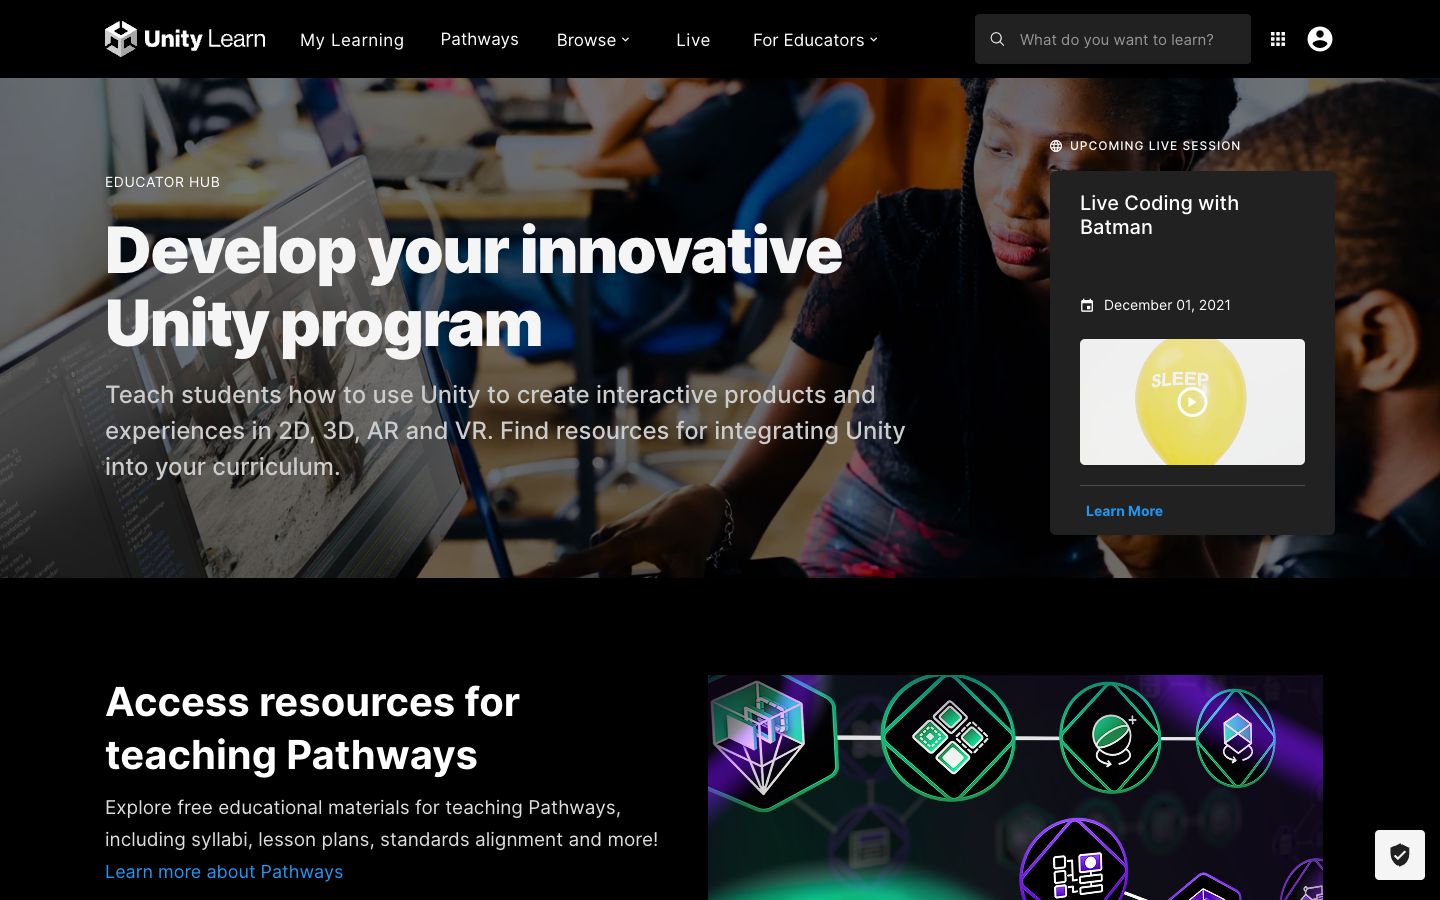 Unity Learn
My Learning
Pathways
Browse
Live
For Educators
What do you want to learn?
EDUCATOR HUB
Develop your innovative
Unity program
Teach students how to use Unity to create interactive products and
experiences in 2D, 3D, AR and VR. Find resources for integrating Unity
into your curriculum.
UPCOMING LIVE SESSION
Live Coding with
Batman
December 01, 2021
SLEEP
Learn More
Access resources for
teaching Pathways
Explore free educational materials for teaching Pathways,
including syllabi, lesson plans, standards alignment and more!
Learn more about Pathways